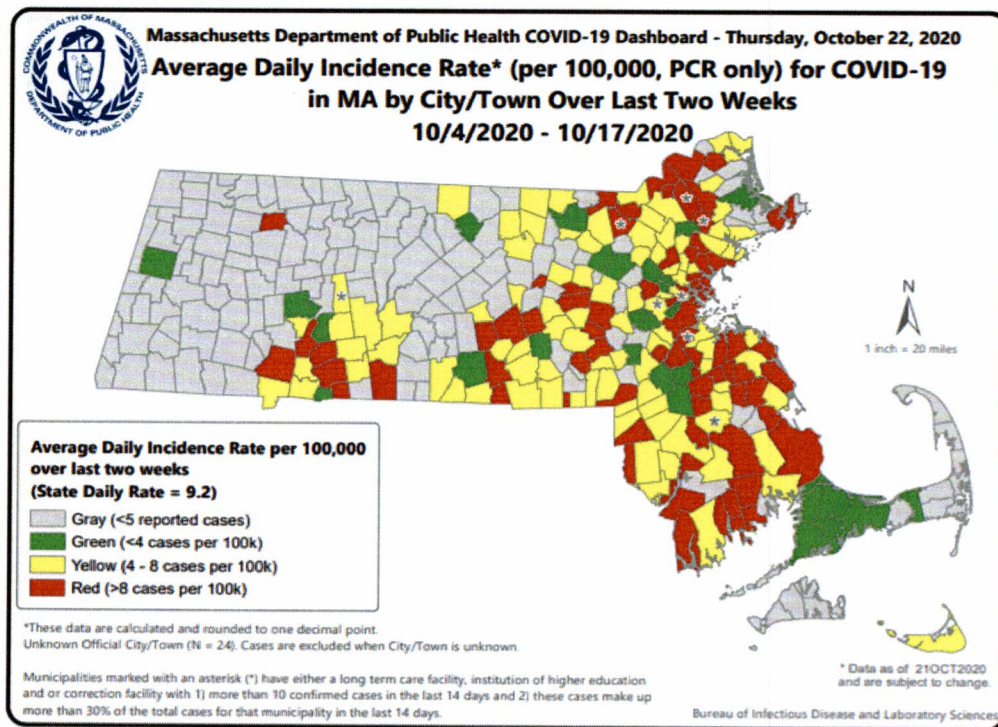 COMMONWEALTH OF MASSACHUSETTS
DEPARTMENT OF PUBLIC HEALTH
Massachusetts Department of Public Health COVID-19 Dashboard - Thursday, October 22, 2020
Average Daily Incidence Rate* (per 100,000, PCR only) for COVID-19
in MA by City/Town Over Last Two Weeks
10/4/2020 - 10/17/2020
N
1 inch = 20 miles
Average Daily Incidence Rate per 100,000
over last two weeks
(State Daily Rate = 9.2)
Gray (<5 reported cases)
Green (<4 cases per 100k)
Yellow (4 - 8 cases per 100k)
Red (>8 cases per 100k)
*These data are calculated and rounded to one decimal point.
Unknown Official City/Town (N = 24). Cases are excluded when City/Town is unknown.
Municipalities marked with an asterisk (*) have either a long term care facility, institution of higher education
and or correction facility with 1) more than 10 confirmed cases in the last 14 days and 2) these cases make up
more than 30% of the total cases for that municipality in the last 14 days.
* Data as of 21OCT2020
and are subject to change.
Bureau of Infectious Disease and Laboratory Sciences